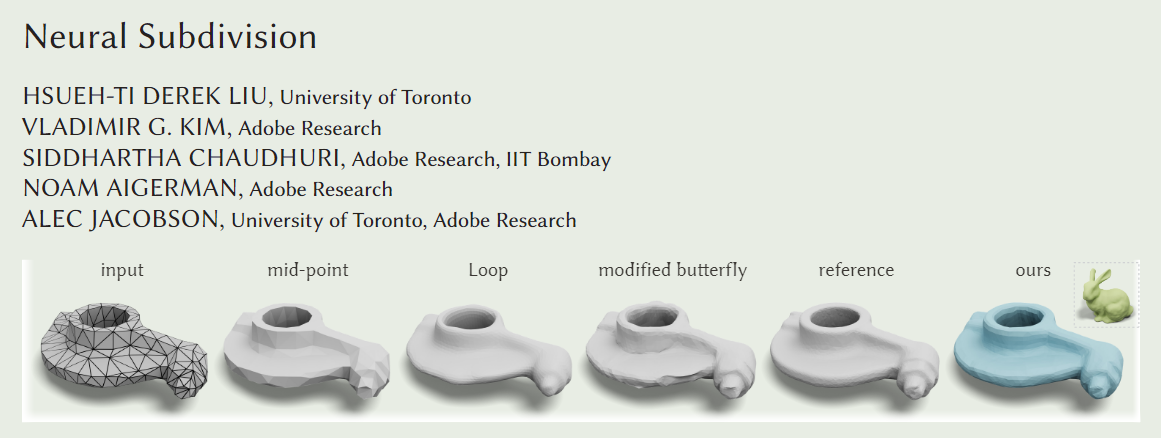 Neural Subdivision
HSUEH-TI DEREK LIU, University of Toronto
VLADIMIR G. KIM, Adobe Research
SIDDHARTHA CHAUDHURI, Adobe Research, IIT Bombay
NOAM AIGERMAN, Adobe Research
ALEC JACOBSON, University of Toronto, Adobe Research
input mid-point Loop modified butterfly reference ours